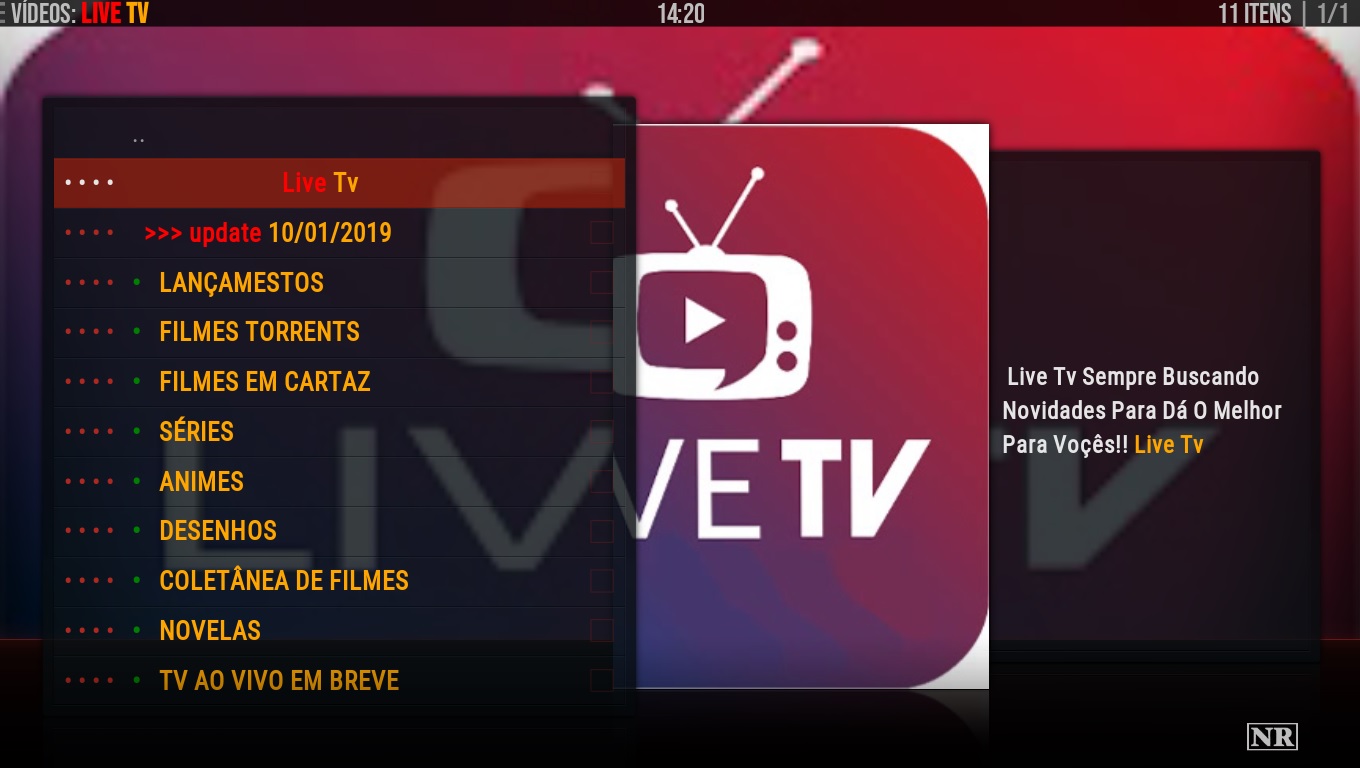 VÍDEOS: LIVE TV
14:20
11 ITENS | 1/1
..
Live Tv
>>> update 10/01/2019
LANÇAMESTOS
FILMES TORRENTS
FILMES EM CARTAZ
SÉRIES
ANIMES
DESENHOS
COLETÂNEA DE FILMES
NOVELAS
TV AO VIVO EM BREVE
LIVE TV
VE TV
Live Tv Sempre Buscando
Novidades Para Dá O Melhor
Para Voçês!! Live Tv
NR